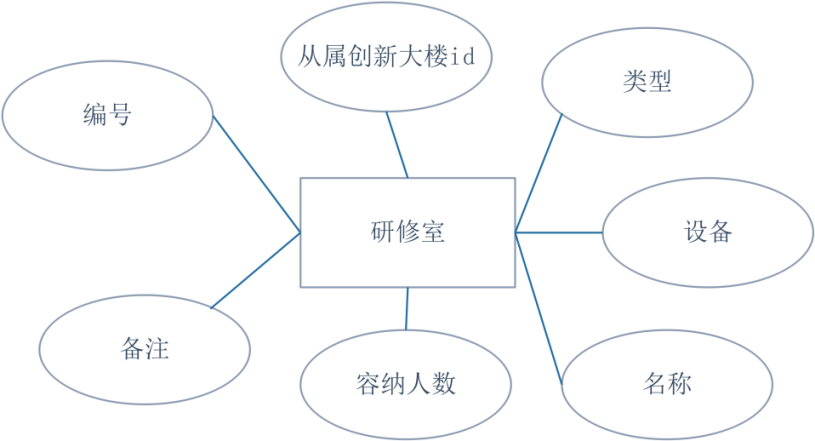 从属创新大楼id
类型
编号
研修室
设备
备注
容纳人数
名称